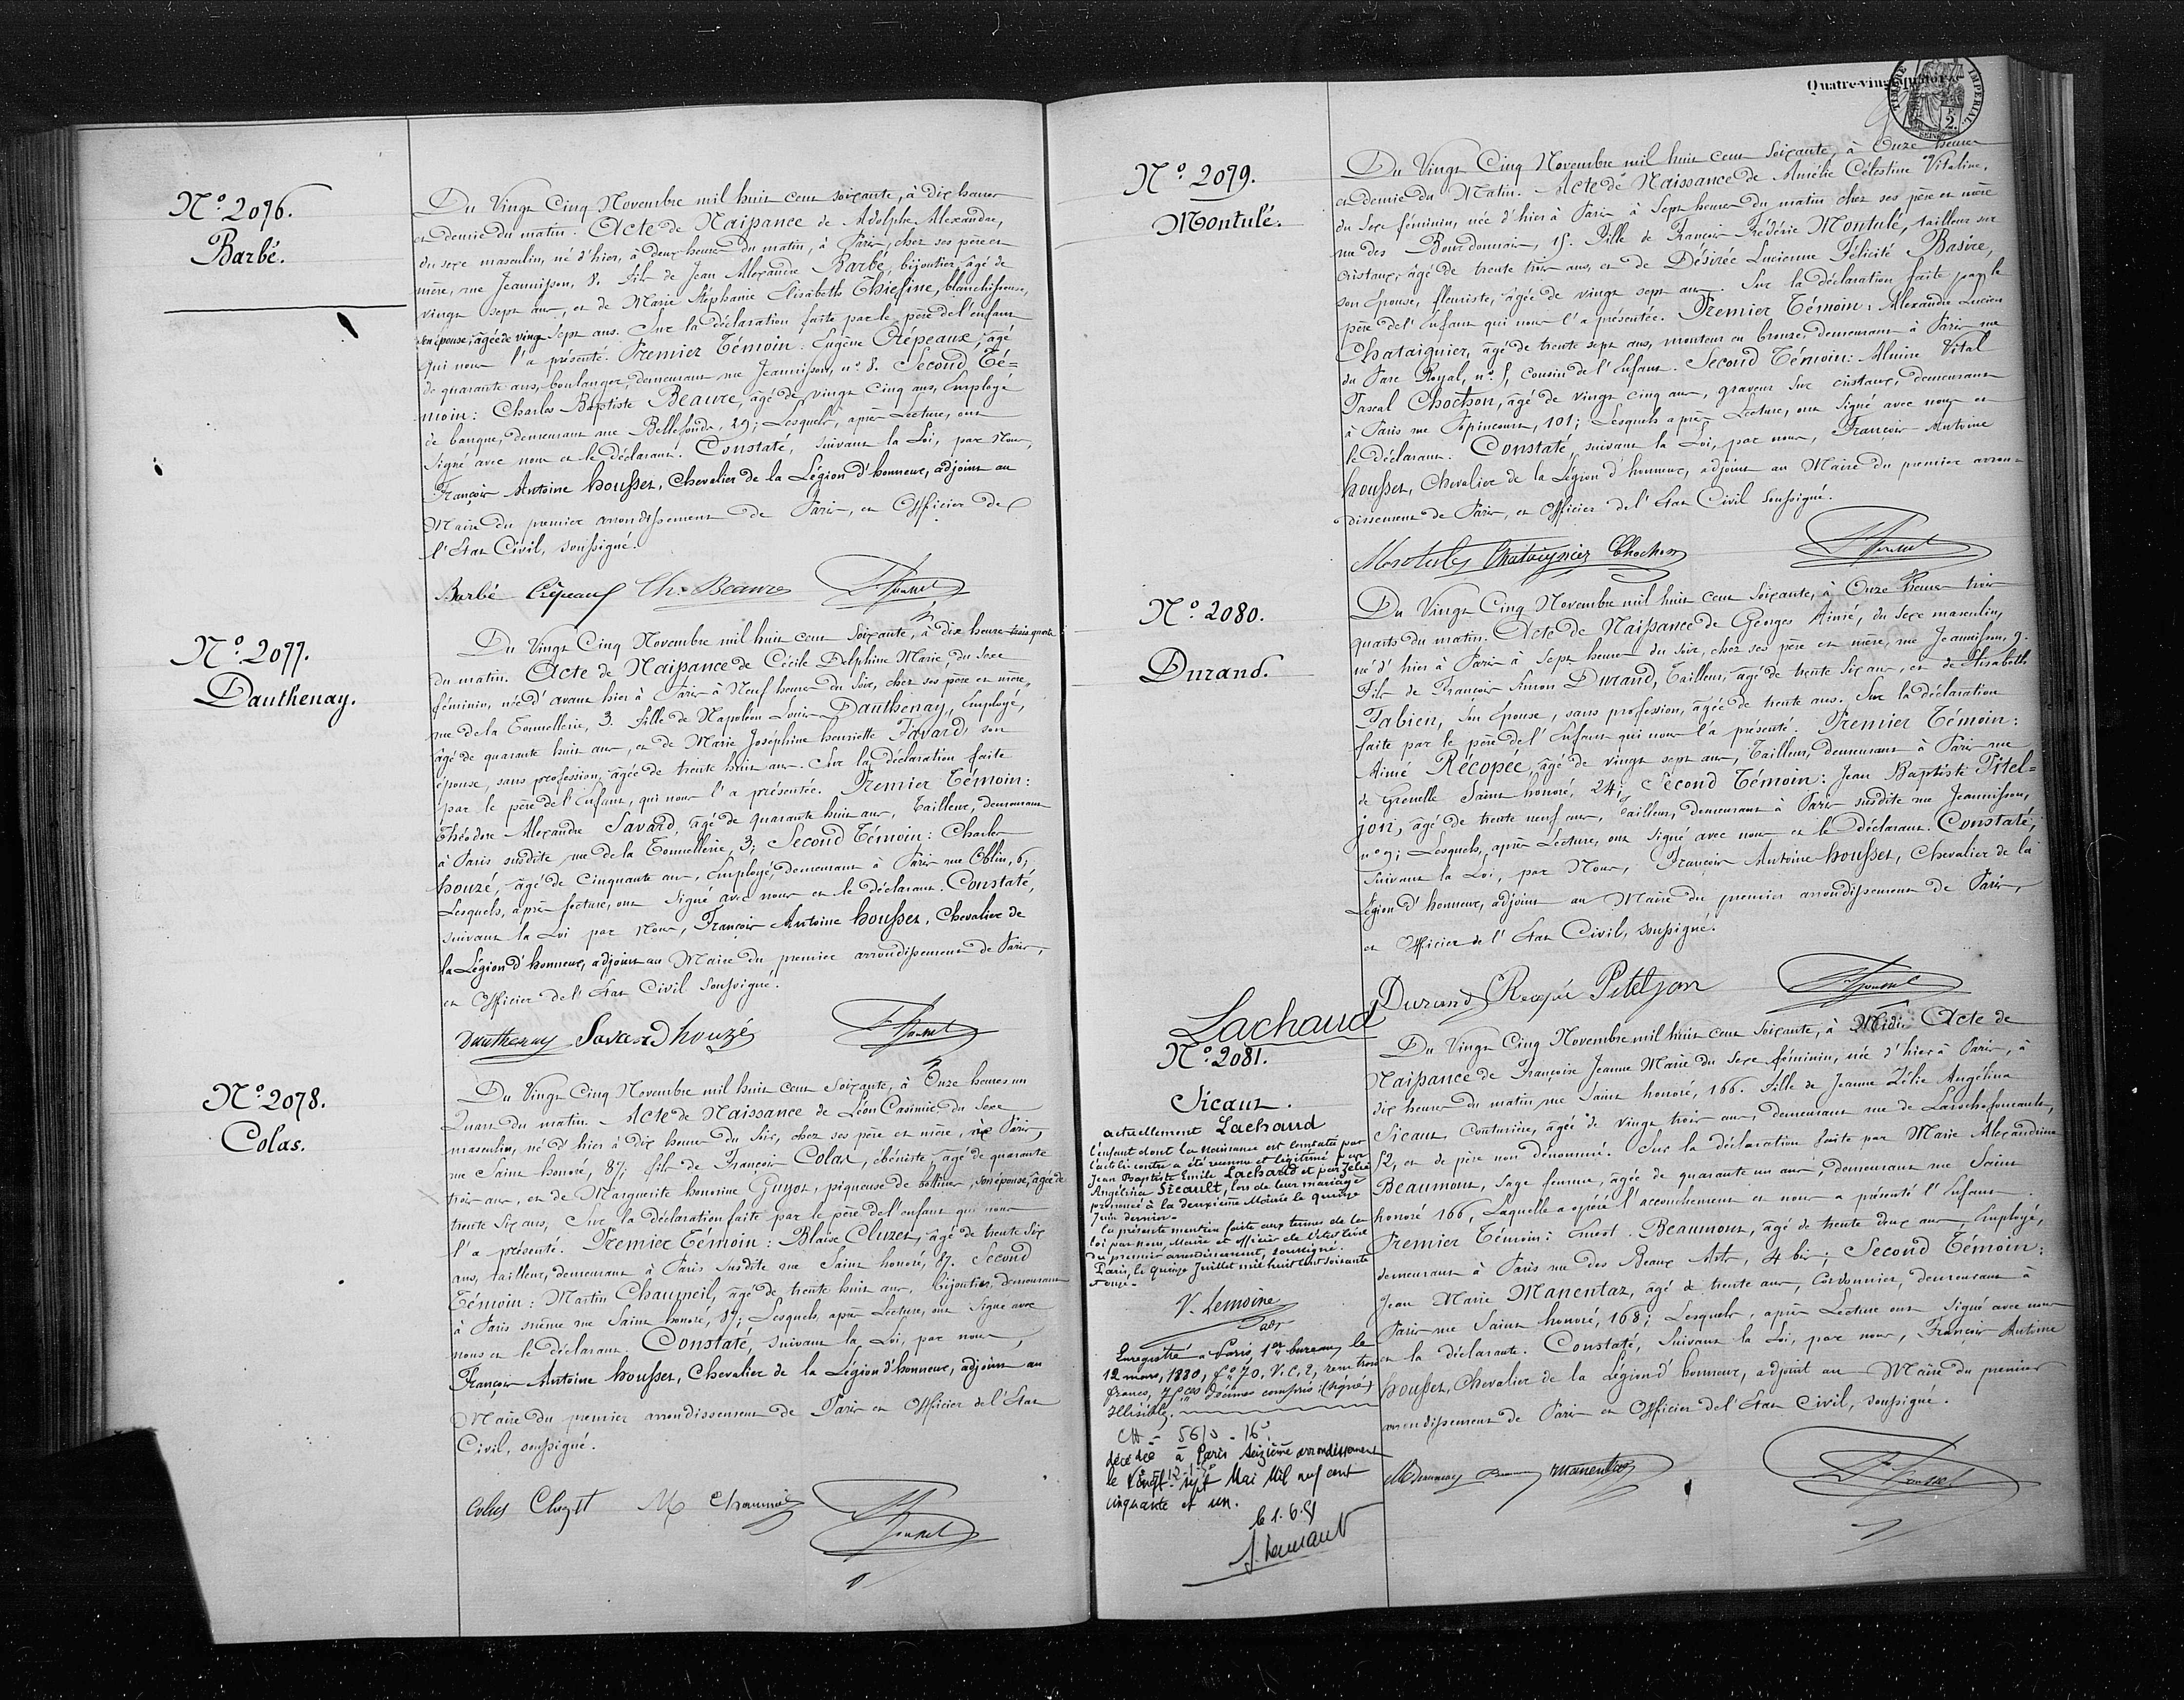 N.º 2076.
Barbé.
Du Vingt Cinq Novembre mil huit cent soixante, à dix heures
et demie du matin. Acte de Naissance de Adolphe Alexandre,
du sexe masculin, né d'hier, à deux heures du matin, à Paris, chez ses père et
mère, rue Jeannisson, 8. fils de Jean Alexandre Barbé, bijoutier, âgé de
vingt sept ans, et de Marie Stéphanie Elisabeth Chiefine, blanchisseuse,
son épouse, âgée de vingt sept ans. Sur la déclaration faite par le père de l'enfant
qui nous l'a présenté. Premier Témoin: Eugène Crépeaux, âgé
de quarante ans, boulanger, demeurant rue Jeannisson, n.º 8. Second Té=
moin: Charles Baptiste Beaure, âgé de vingt cinq ans, Employé
de banque, demeurant rue Bellefonds, 29; Lesquels, après Lecture, ont
signé avec nous et le déclarant. Constaté, suivant la Loi, par Nous,
François Antoine housset, Chevalier de la Légion d'honneur, adjoint au
Maire du premier arrondissement de Paris, et Officier de
l'Etat Civil, soussigné.
Barbé Crépeaux Ch. Beaure
N.º 2077.
Dauthenay.
Du Vingt Cinq Novembre mil huit cent soixante, à dix heures trois quarts
du matin. Acte de Naissance de Cécile Delphine Marie, du sexe
féminin, née d'avant hier à Paris à Neuf heures du Soir, chez ses père et mère,
rue de la Tonnellerie, 3. fille de Napoléon Louis Dauthenay, Employé,
âgé de quarante huit ans, et de Marie Joséphine henriette Favard, son
épouse, sans profession, âgée de trente huit ans. Sur la déclaration faite
par le père de l'Enfant, qui nous l'a présentée. Premier Témoin:
Théodore Alexandre Savard, âgé de quarante huit ans, Tailleur, demeurant
à Paris susdite rue de la Tonnellerie, 3; Second Témoin: Charles
houzé, âgé de Cinquante ans, Employé, demeurant à Paris rue Oblin, 6;
Lesquels, après lecture, ont signé avec nous et le déclarant. Constaté,
suivant la Loi par Nous, François Antoine housset, Chevalier de
la Légion d'honneur, adjoint au Maire du premier arrondissement de Paris,
et Officier de l'Etat Civil soussigné.
Dauthenay Savard houzé
N.º 2078.
Colas.
Du Vingt Cinq Novembre mil huit cent Soixante, à Onze heures un
Quart du matin. Acte de Naissance de Léon Casimir, du Sexe
masculin, né d'hier à Dix heures du Soir, chez ses père et mère, à Paris,
rue Saint honoré, 87; fils de François Colas, ébéniste âgé de quarante
trois ans, et de Marguerite honorine Guyot, piqueuse de bottines, son épouse, âgée de
trente six ans, Sur la déclaration faite par le père de l'enfant qui nous
l'a présenté. Premier Témoin: Blaise Cluzet, âgé de trente six
ans, tailleur, demeurant à Paris Susdite rue Saint honoré, 87. Second
Témoin: Martin Chaumeil, âgé de trente huit ans, bijoutier, demeurant
à Paris même rue Saint honoré, 87; Lesquels après Lecture, ont Signé avec
nous et le déclarant. Constaté, suivant la Loi, par nous,
François Antoine housset, Chevalier de la Légion d'honneur, adjoint au
Maire du premier arrondissement de Paris et Officier de l'Etat
Civil, soussigné.
Colas Cluzet M Chaumeil
Quatre-vingt-quatorze
TIMBRE IMPERIAL
SEINE
2.
N.º 2079.
Montulé.
Du Vingt Cinq Novembre mil huit cent Soixante, à Onze heures
et demie du Matin. Acte de Naissance de Amélie Célestine Vitaline,
du Sexe féminin, née d'hier à Paris à Sept heures du matin chez ses père et mère
rue des Bourdonnais, 15. Fille de François Frédéric Montulé, tailleur sur
cristaux, âgé de trente trois ans, et de Désirée Lucienne Félicité Basire,
son Epouse, fleuriste, âgée de vingt sept ans. Sur la déclaration faite par le
père de l'Enfant qui nous l'a présentée. Premier Témoin: Alexandre Lucien
Chataignier, âgé de trente sept ans, monteur en bronze, demeurant à Paris rue
du Parc Royal, n.º 5, Cousin de l'Enfant. Second Témoin: Alsine Vital
Pascal Chochon, âgé de vingt cinq ans, graveur sur cristaux, demeurant
à Paris rue Popincourt, 101; Lesquels après Lecture, ont Signé avec nous et
le déclarant. Constaté, suivant la Loi, par nous, François Antoine
housset, Chevalier de la Légion d'honneur, adjoint au Maire du premier arron=
dissement de Paris, et Officier de l'Etat Civil soussigné.
Montulé Chataignier Chochon
N.º 2080.
Durand.
Du Vingt Cinq Novembre mil huit cent Soixante, à Onze heures trois
quarts du matin. Acte de Naissance de Georges Aimé, du sexe masculin,
né d'hier à Paris à Sept heures du soir, chez ses père et mère, rue Jeannisson, 9.
Fils de François Simon Durand, Tailleur, âgé de trente six ans, et de Elisabeth
Fabien, son Epouse, sans profession, âgée de trente ans. Sur la déclaration
faite par le père de l'Enfant qui nous l'a présenté. Premier Témoin:
Aimé Récopée, âgé de vingt sept ans, Tailleur, demeurant à Paris rue
de Grenelle Saint honoré, 24; Second Témoin: Jean Baptiste Pitel=
jon, âgé de trente neuf ans, Tailleur, demeurant à Paris susdite rue Jeannisson,
n.º 9; Lesquels, après Lecture, ont Signé avec nous et le déclarant. Constaté,
Suivant la Loi, par Nous, François Antoine housset, Chevalier de la
Légion d'honneur, adjoint au Maire du premier arrondissement de Paris,
et Officier de l'Etat Civil, soussigné.
Durand Récopée Piteljon
Lachaud
N.º 2081.
Sicaut.
actuellement Lachaud
L'enfant dont la naissance est constatée par
l'acte ci contre a été reconnu et légitimé par
Jean Baptiste Emile Lachaud et par Zélie
Angélina Sicault, lors de leur mariage
prononcé à la deuxième Mairie le quinze
Juin dernier.
La présente mention faite aux termes de la
loi par nous, Maire et officier de l'état civil
du premier arrondissement, soussigné.
Paris, le quinze Juillet mil huit cent soixante
et onze.
V. Lemoine
adj
Enregistré à Paris, 1er bureau, le
12 mars, 1880, fº 70, V. C. 2, reçu trois
francs, 75 ces décimes compris. (signé)
Illisible.
décédée à Paris seizième arrondissement
le Vingt-sept Mai Mil neuf cent
cinquante et un.
le 1.6.51
Du Vingt Cinq Novembre mil huit cent Soixante, à Midi. Acte de
Naissance de Françoise Jeanne Marie du Sexe féminin, née d'hier à Paris, à
dix heures du matin, rue Saint honoré, 166. Fille de Jeanne Zélie Angélina
Sicaut, Couturière, âgée de vingt trois ans, demeurant rue de Larochefoucault,
52, et de père non dénommé. Sur la déclaration faite par Marie Alexandrine
Beaumont, Sage femme, âgée de quarante un ans, demeurant rue Saint
honoré 166, Laquelle a opéré l'accouchement et nous a présenté l'Enfant.
Premier Témoin: Ernest Beaumont, âgé de trente deux ans, Employé,
demeurant à Paris rue des Beaux Arts, 4 bis; Second Témoin:
Jean Marie Manentaz, âgé de trente ans, Cordonnier, demeurant à
Paris rue Saint honoré, 168; Lesquels, après Lecture ont Signé avec nous
et la déclarante. Constaté, Suivant la Loi, par nous, François Antoine
housset, Chevalier de la Légion d'honneur, adjoint au Maire du premier
arrondissement de Paris et Officier de l'Etat Civil, soussigné.
Manentaz